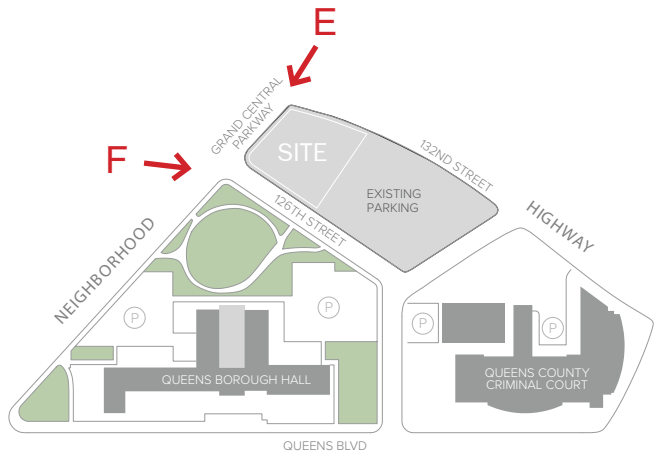 E
GRAND CENTRAL
PARKWAY
F
SITE
132ND STREET
EXISTING
PARKING
126TH STREET
NEIGHBORHOOD
HIGHWAY
P
P
P
P
QUEENS BOROUGH HALL
QUEENS COUNTY
CRIMINAL COURT
QUEENS BLVD